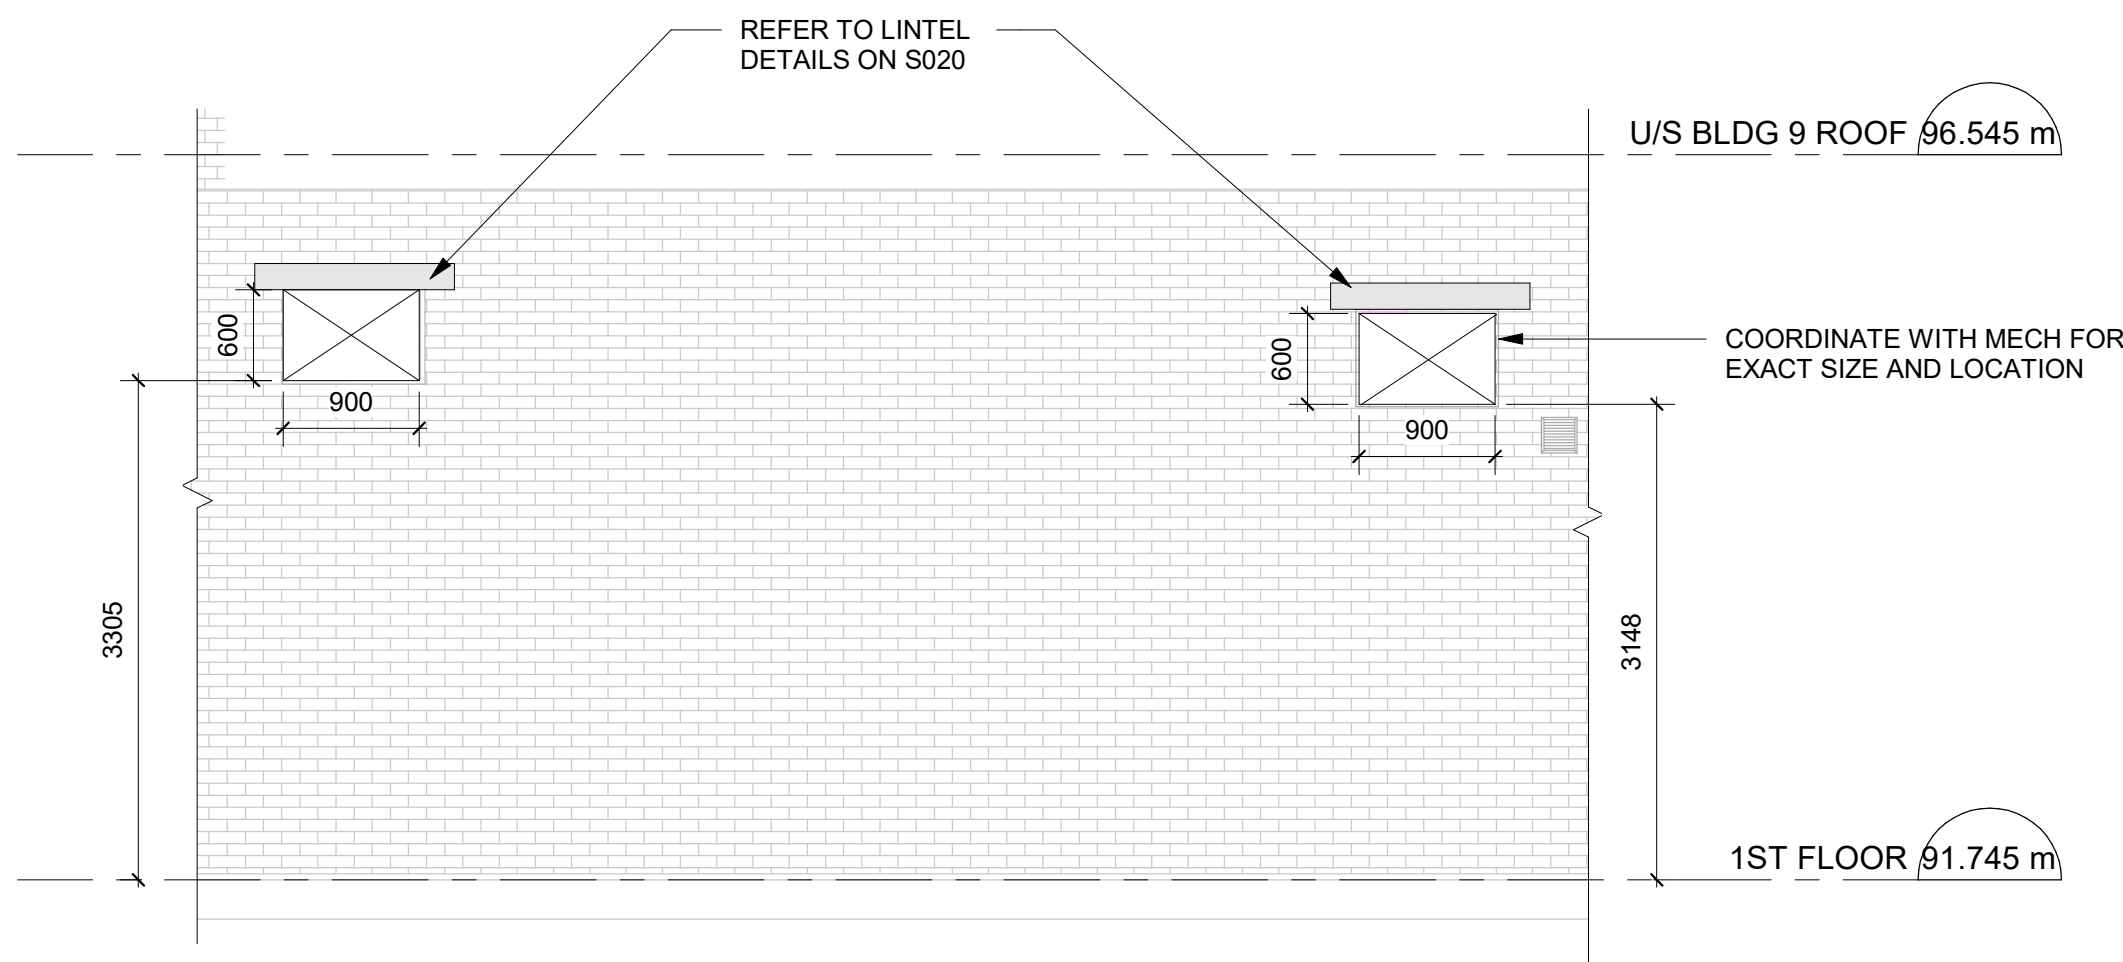 REFER TO LINTEL
DETAILS ON S020
U/S BLDG 9 ROOF 96.545 m
600
900
600
900
COORDINATE WITH MECH FOR
EXACT SIZE AND LOCATION
3305
3148
1ST FLOOR 91.745 m